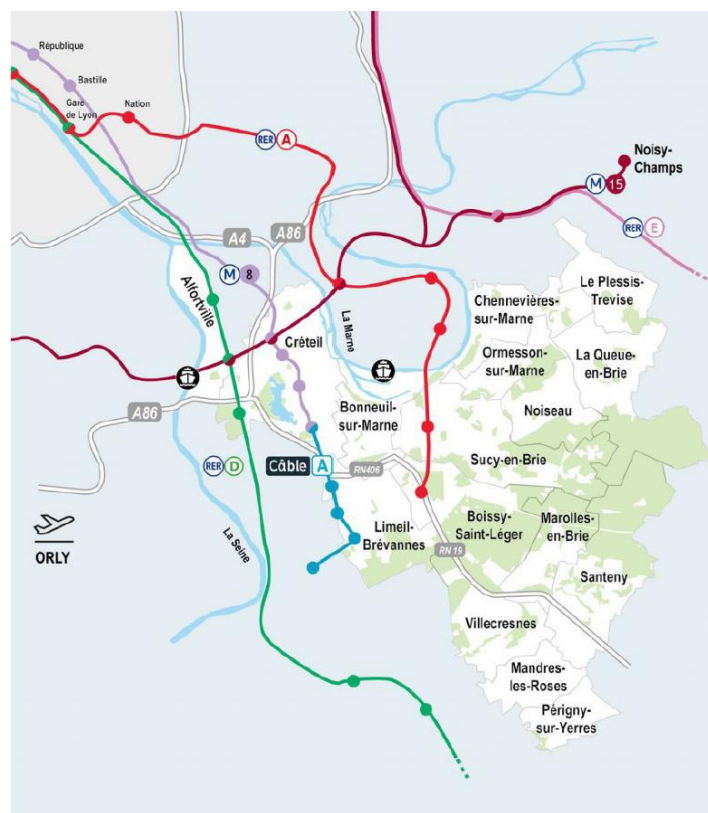 République
Bastille
Gare
de Lyon
Nation
RER A
Noisy-
Champs
M 15
RER E
A4
A86
M 8
Alfortville
La Marne
Créteil
Chennevières-
sur-Marne
Le Plessis-
Trevise
Ormesson-
sur-Marne
La Queue-
en-Brie
A86
Bonneuil-
sur-Marne
Noiseau
RER D
Câble A
RN406
Sucy-en-Brie
ORLY
La Seine
Limeil-
Brévannes
Boissy-
Saint-Léger
Marolles-
en-Brie
RN 19
Santeny
Villecresnes
Mandres-
les-Roses
Périgny-
sur-Yerres